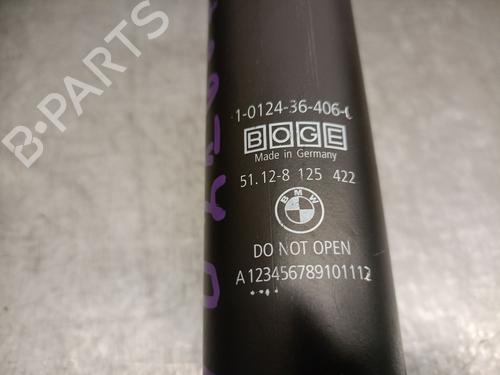 1-0124-36-406-
BOGE
Made in Germany
51.12-8 125 422
BMW
DO NOT OPEN
A123456789101112
B-PARTS